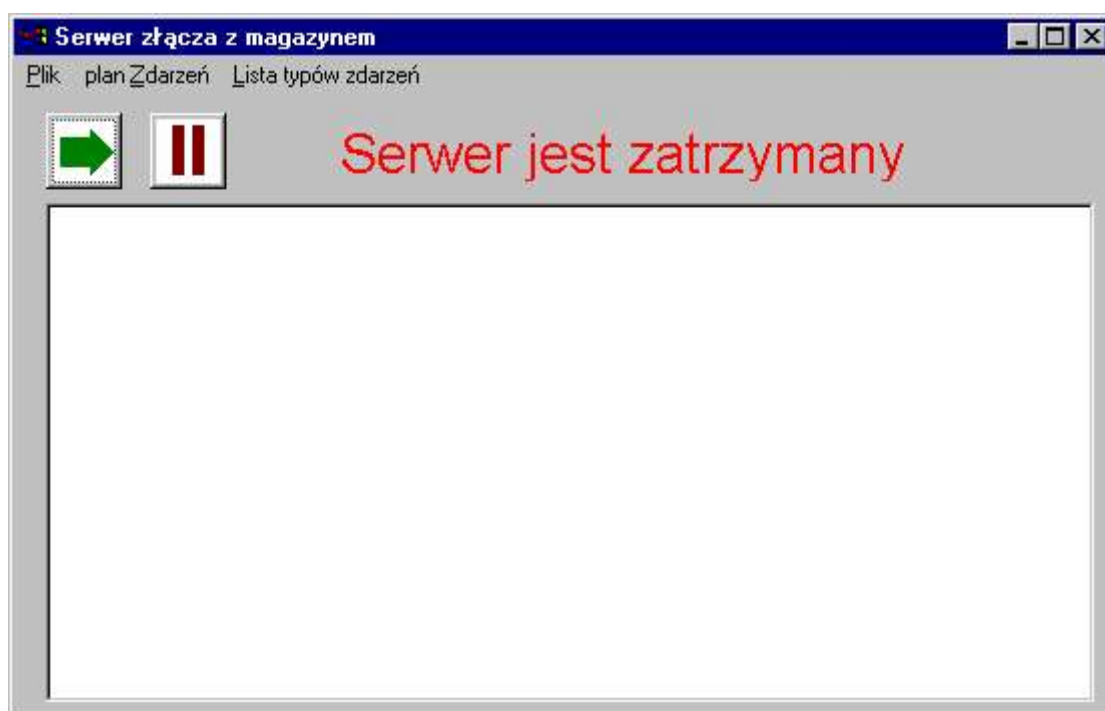 Serwer złącza z magazynem
Plik plan Zdarzeń Lista typów zdarzeń
Serwer jest zatrzymany